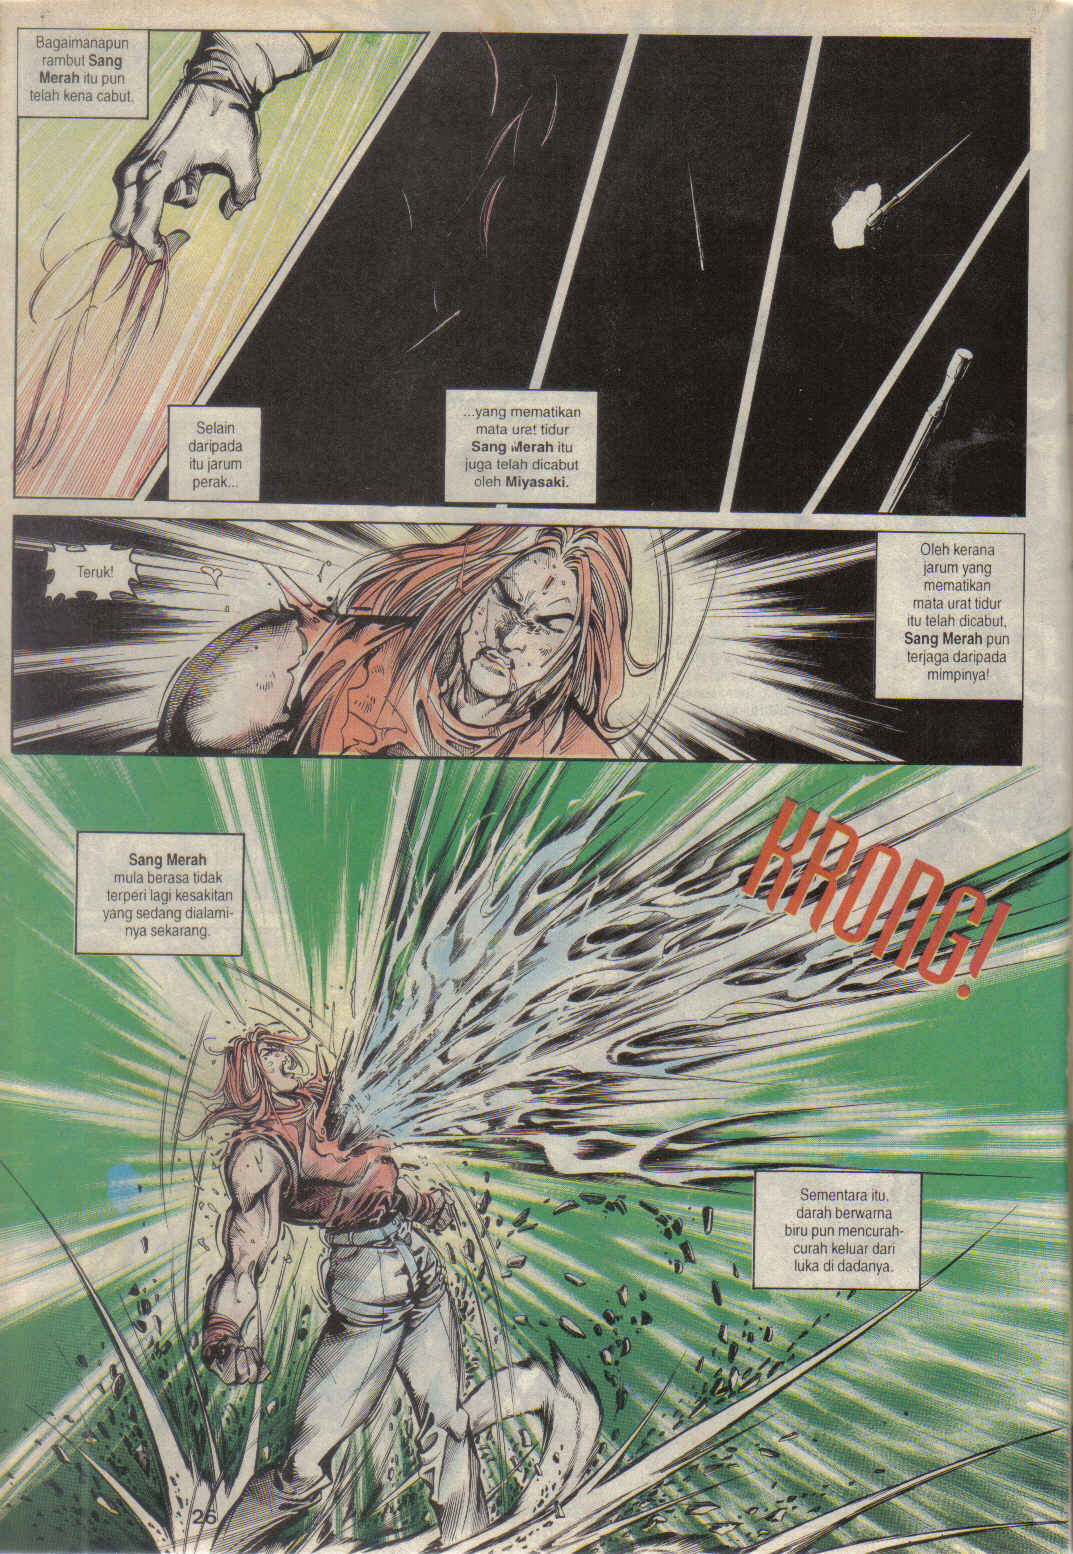 Bagaimanapun
rambut Sang
Merah itu pun
telah kena cabut.
Selain
daripada
itu jarum
perak...
...yang mematikan
mata urat tidur
Sang Merah itu
juga telah dicabut
oleh Miyasaki.
Teruk!
Oleh kerana
jarum yang
mematikan
mata urat tidur
itu telah dicabut,
Sang Merah pun
terjaga daripada
mimpinya!
Sang Merah
mula berasa tidak
terperi lagi kesakitan
yang sedang dialami-
nya sekarang.
KRONG!
Sementara itu,
darah berwarna
biru pun mencurah-
curah keluar dari
luka di dadanya.
26